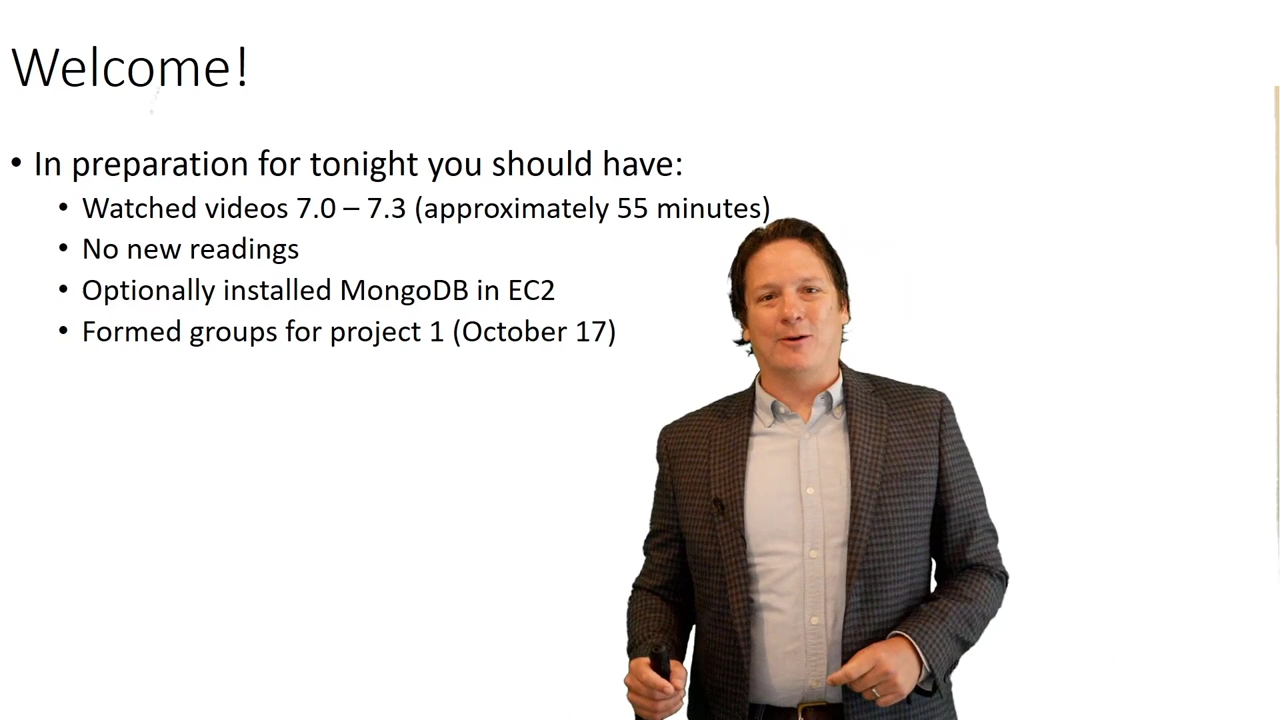 Welcome!
• In preparation for tonight you should have:
• Watched videos 7.0 – 7.3 (approximately 55 minutes)
• No new readings
• Optionally installed MongoDB in EC2
• Formed groups for project 1 (October 17)